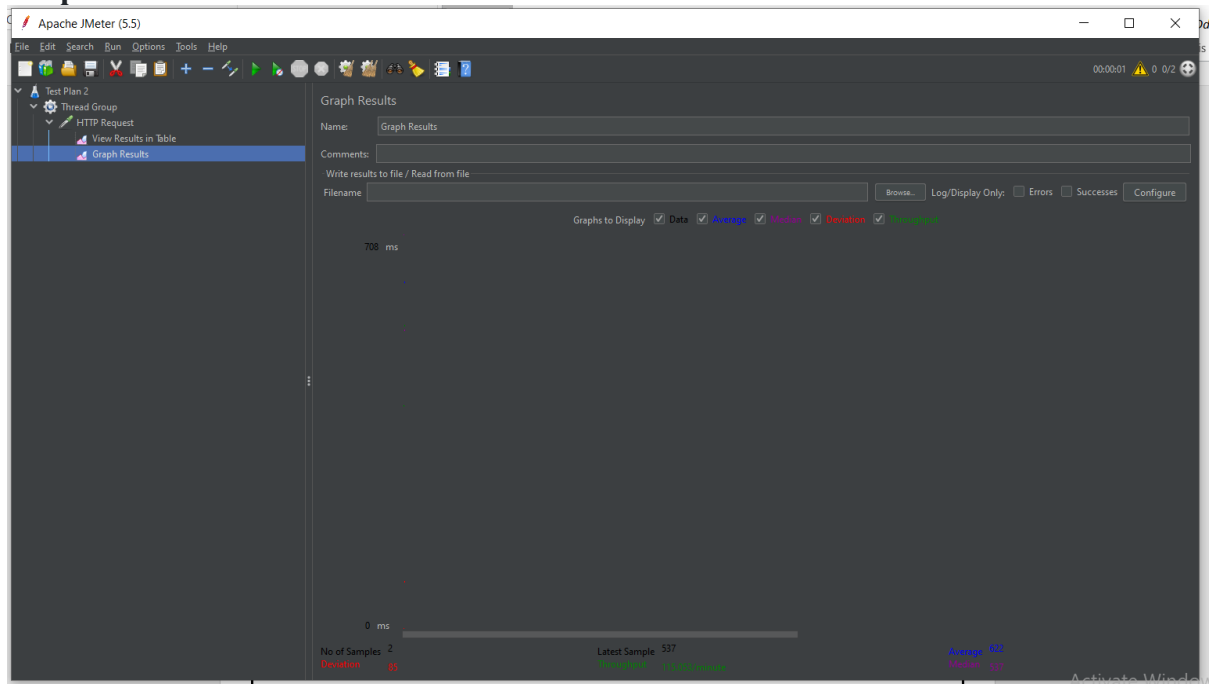 Apache JMeter (5.5)
File Edit Search Run Options Tools Help
00:00:01 0 0/2
Test Plan 2
Thread Group
HTTP Request
View Results in Table
Graph Results
Graph Results
Name: Graph Results
Comments:
Write results to file / Read from file
Filename Browse... Log/Display Only: Errors Successes Configure
Graphs to Display Data Average Median Deviation Throughput
708 ms
0 ms
No of Samples 2 Latest Sample 537 Average 622
Deviation Throughput Median
Activate Window